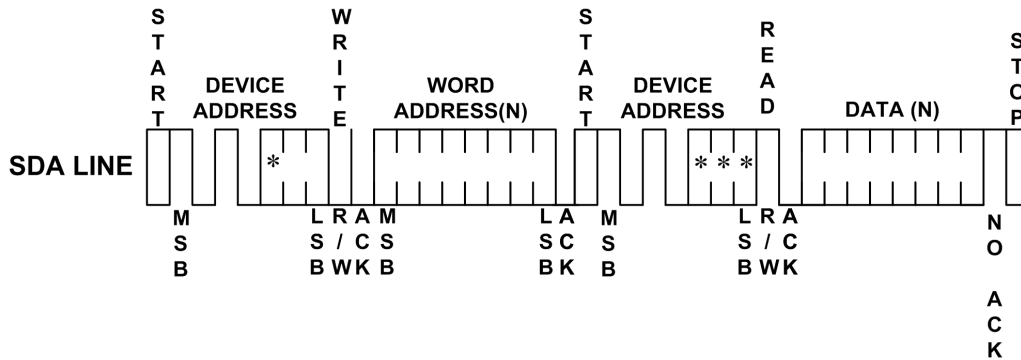 START
WRITE
START
READ
STOP
DEVICE
ADDRESS
WORD
ADDRESS(N)
DEVICE
ADDRESS
DATA (N)
SDA LINE
*
* * *
MSB
LSB
R/W
ACK
MSB
LSB
ACK
MSB
LSB
R/W
ACK
NO ACK